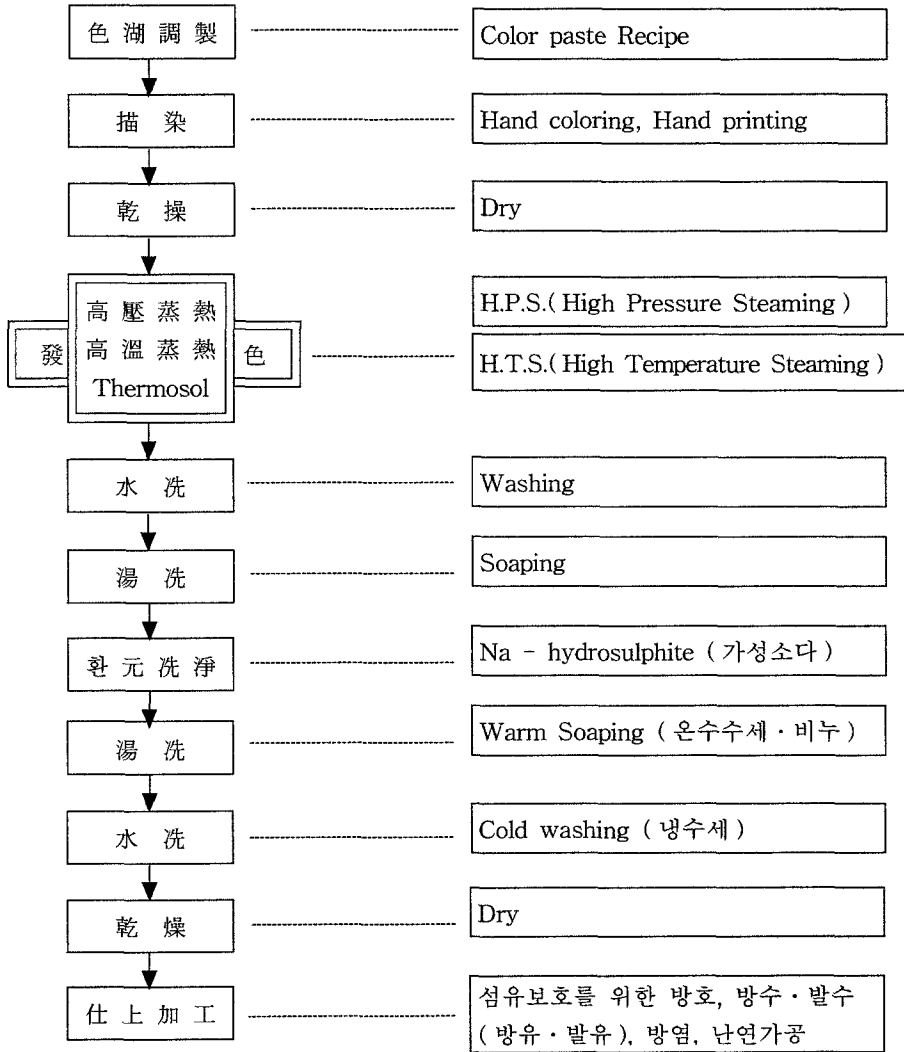 色湖調製
Color paste Recipe
描染
Hand coloring, Hand printing
乾操
Dry
高壓蒸熱
高溫蒸熱
Thermosol
發色
H.P.S.(High Pressure Steaming)
H.T.S.(High Temperature Steaming)
水洗
Washing
湯洗
Soaping
환元洗淨
Na - hydrosulphite (가성소다)
湯洗
Warm Soaping (온수수세·비누)
水洗
Cold washing (냉수세)
乾燥
Dry
仕上加工
섬유보호를 위한 방호, 방수·발수
(방유·발유), 방염, 난연가공